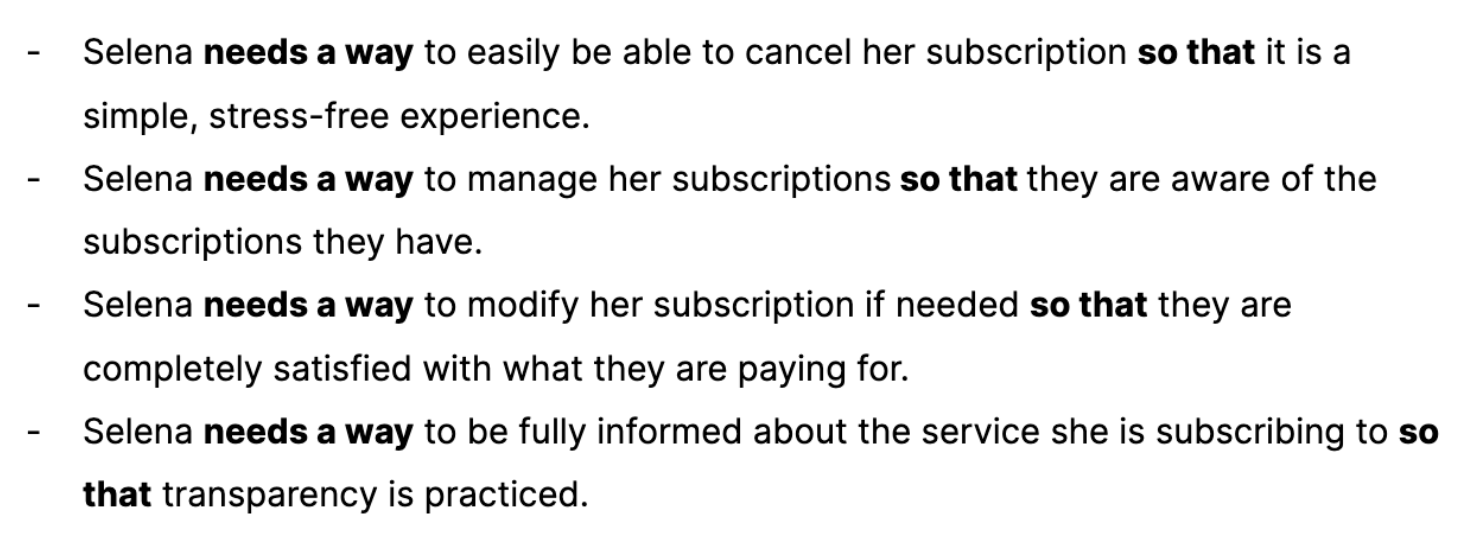 - Selena needs a way to easily be able to cancel her subscription so that it is a
simple, stress-free experience.
- Selena needs a way to manage her subscriptions so that they are aware of the
subscriptions they have.
- Selena needs a way to modify her subscription if needed so that they are
completely satisfied with what they are paying for.
- Selena needs a way to be fully informed about the service she is subscribing to so
that transparency is practiced.